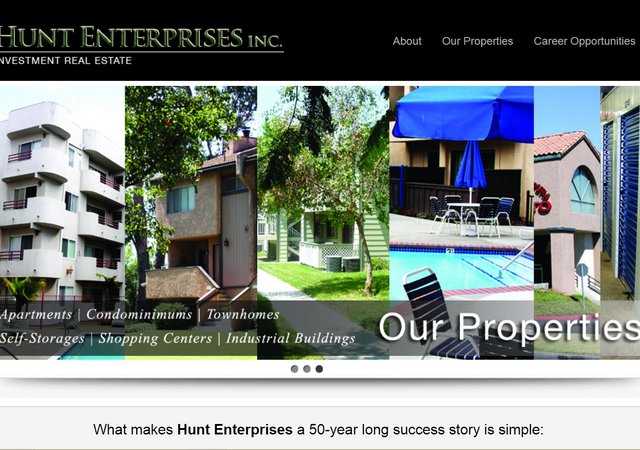 HUNT ENTERPRISES INC.
NVESTMENT REAL ESTATE
About Our Properties Career Opportunities
Apartments | Condominimums | Townhomes
Self-Storages | Shopping Centers | Industrial Buildings
Our Properties
What makes Hunt Enterprises a 50-year long success story is simple: